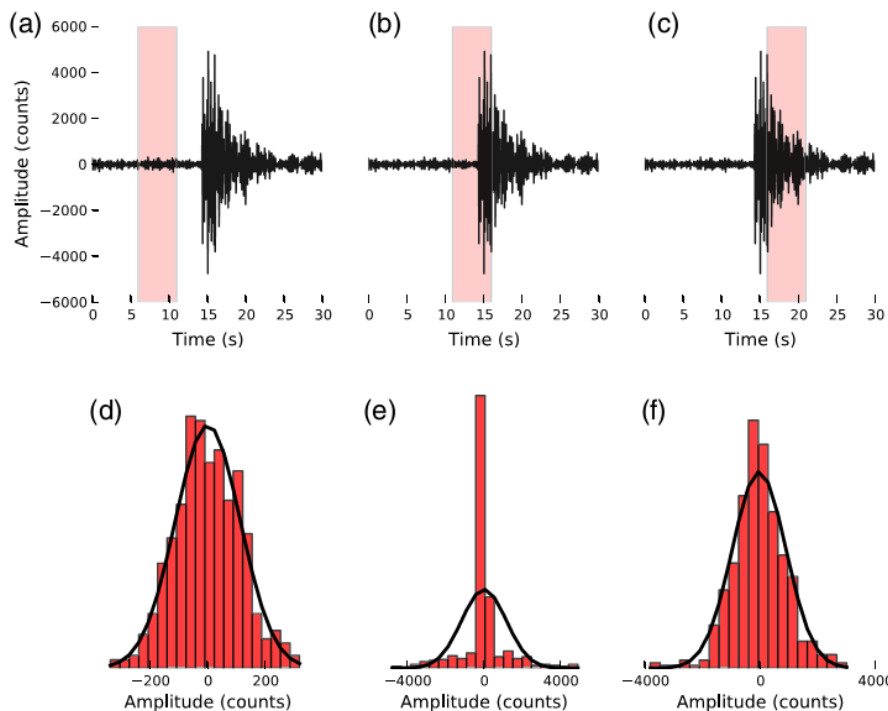 (a) (b) (c)
6000
4000
2000
0
−2000
−4000
−6000
Amplitude (counts)
0 5 10 15 20 25 30 0 5 10 15 20 25 30 0 5 10 15 20 25 30
Time (s) Time (s) Time (s)
(d) (e) (f)
−200 0 200 −4000 0 4000 −4000 0 4000
Amplitude (counts) Amplitude (counts) Amplitude (counts)